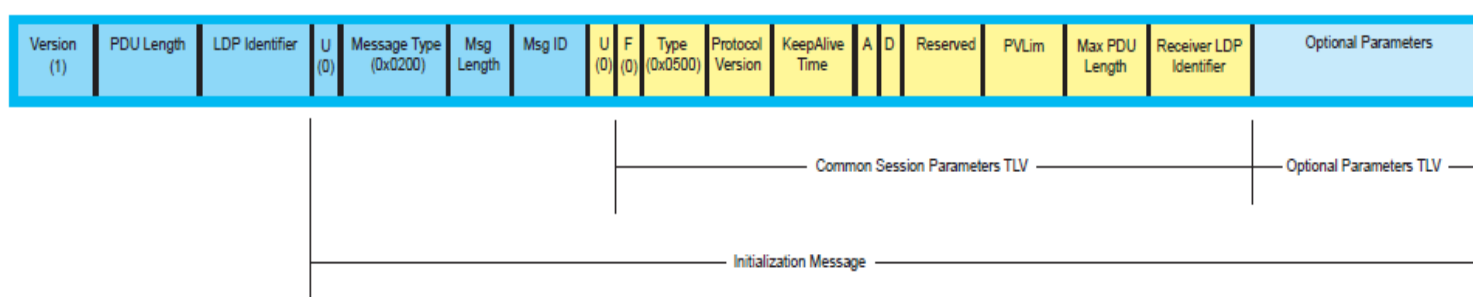 Version
(1)
PDU Length
LDP Identifier
U
(0)
Message Type
(0x0200)
Msg
Length
Msg ID
U
(0)
F
(0)
Type
(0x0500)
Protocol
Version
KeepAlive
Time
A
D
Reserved
PVLim
Max PDU
Length
Receiver LDP
Identifier
Optional Parameters
Common Session Parameters TLV
Optional Parameters TLV
Initialization Message